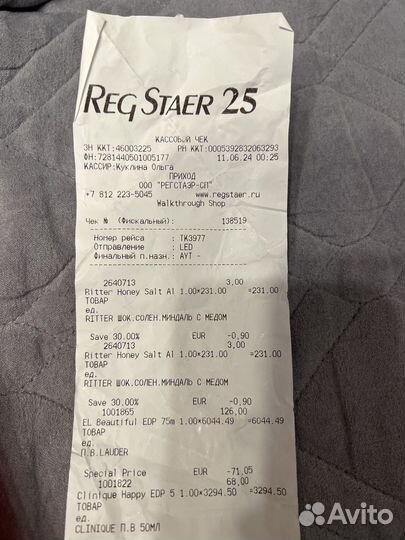 REG STAER 25
КАССОВЫЙ ЧЕК
ЗН ККТ:46003225 РН ККТ:0005392832063293
ФН:7281440501005177 11.06.24 00:25
КАССИР:Куклина Ольга
ПРИХОД
ООО "РЕГСТАЭР-СП"
+7 812 223-5045 www.regstaer.ru
Walkthrough Shop
Чек № (Фискальный): 138519
Номер рейса : TK3977
Отправление : LED
Финальный п.назн.: AYT -
2640713 3,00
Ritter Honey Salt Al 1.00*231.00 =231.00
ТОВАР
ед.
RITTER ШОК.СОЛЕН.МИНДАЛЬ С МЕДОМ
Save 30.00% EUR -0,90
2640713 3,00
Ritter Honey Salt Al 1.00*231.00 =231.00
ТОВАР
ед.
RITTER ШОК.СОЛЕН.МИНДАЛЬ С МЕДОМ
Save 30.00% EUR -0,90
1001865 126,00
EL Beautiful EDP 75m 1.00*6044.49 =6044.49
ТОВАР
ед.
П.В.LAUDER
Special Price EUR -71,05
1001822 68,00
Clinique Happy EDP 5 1.00*3294.50 =3294.50
ТОВАР
ед.
CLINIQUE П.В 50МЛ
Avito